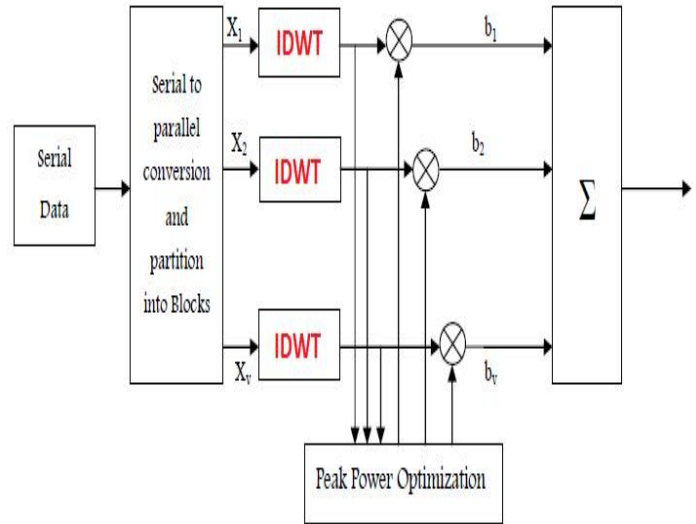 Serial
Data
Serial to
parallel
conversion
and
partition
into Blocks
X1
IDWT
b1
X2
IDWT
b2
Xv
IDWT
bv
Σ
Peak Power Optimization